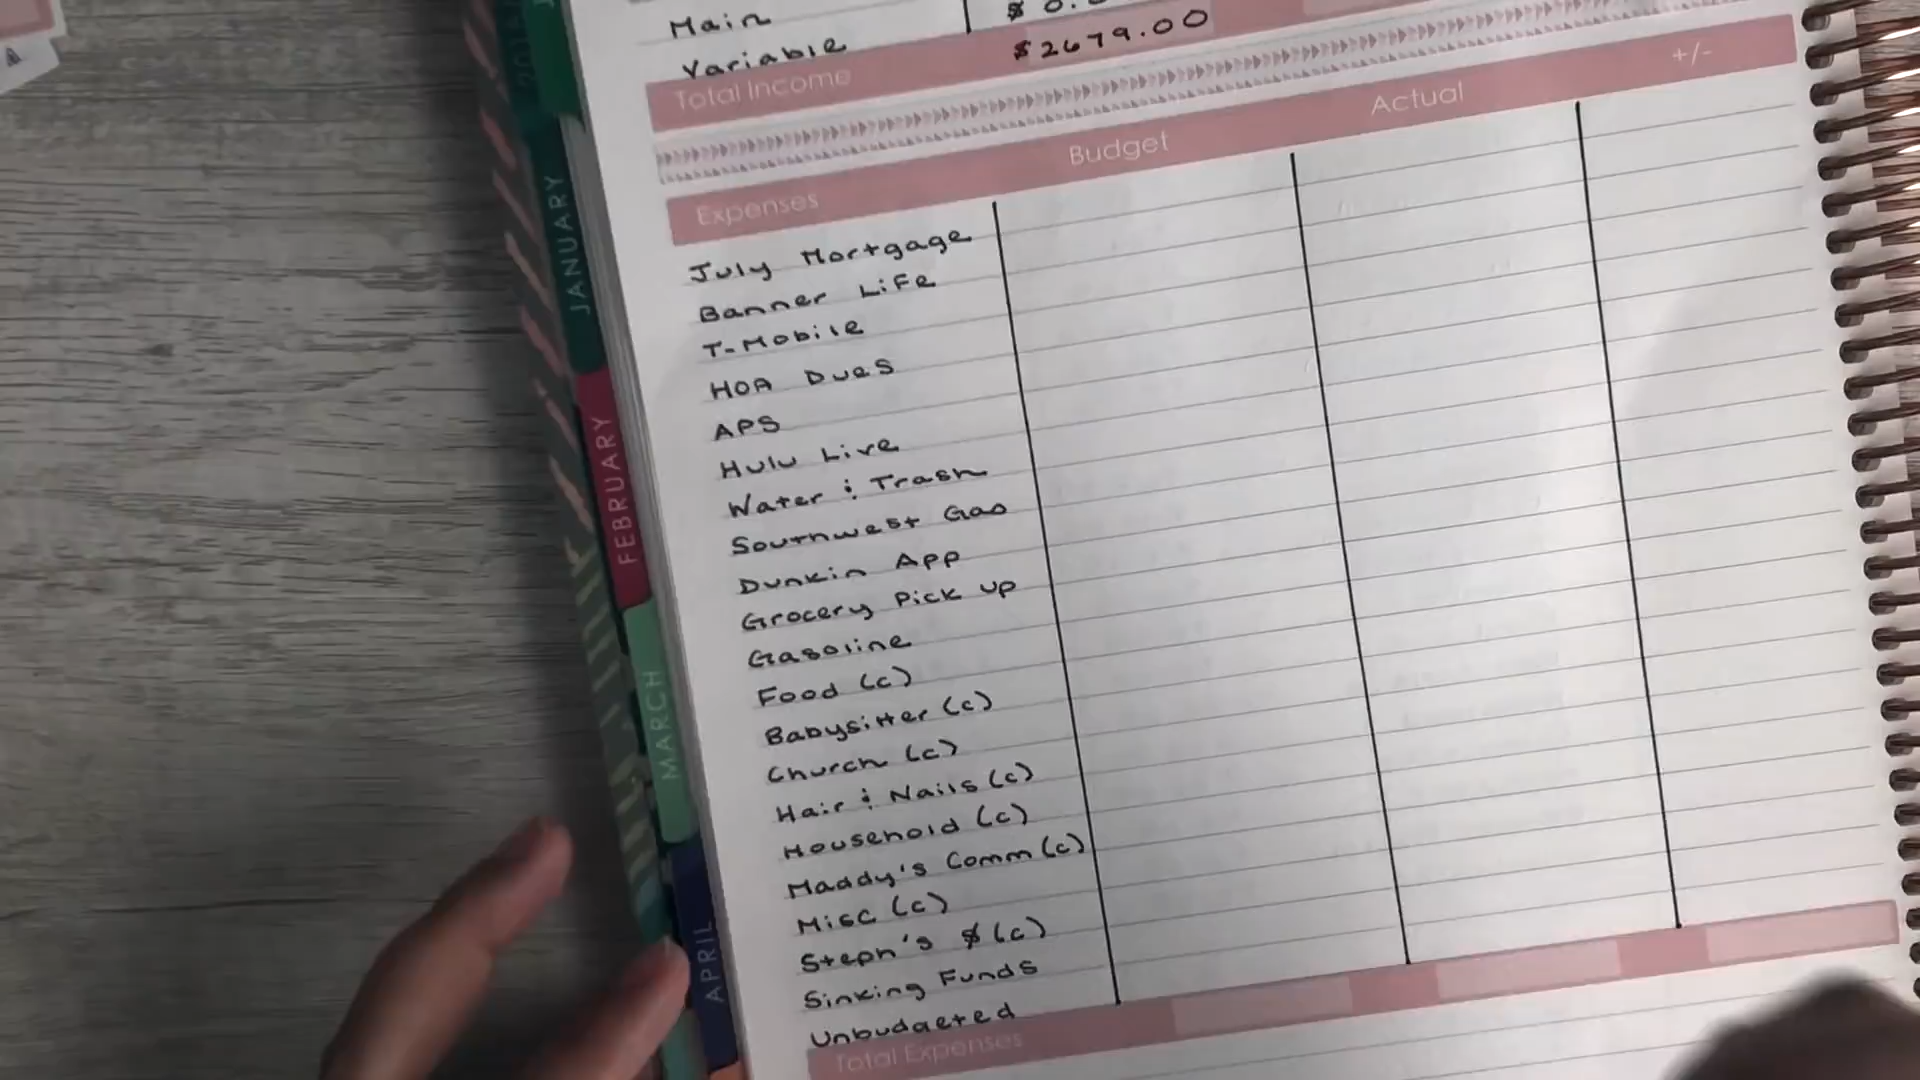 Main $ 0.
Variable $2679.00
Total Income
Expenses Budget Actual +/-
July Mortgage
Banner Life
T-Mobile
HOA Dues
APS
Hulu Live
Water & Trash
Southwest Gas
Dunkin App
Grocery Pick up
Gasoline
Food (c)
Babysitter (c)
Church (c)
Hair & Nails (c)
Household (c)
Maddy's Comm (c)
Misc (c)
Steph's $ (c)
Sinking Funds
Unbudgeted
Total Expenses
JANUARY
FEBRUARY
MARCH
APRIL